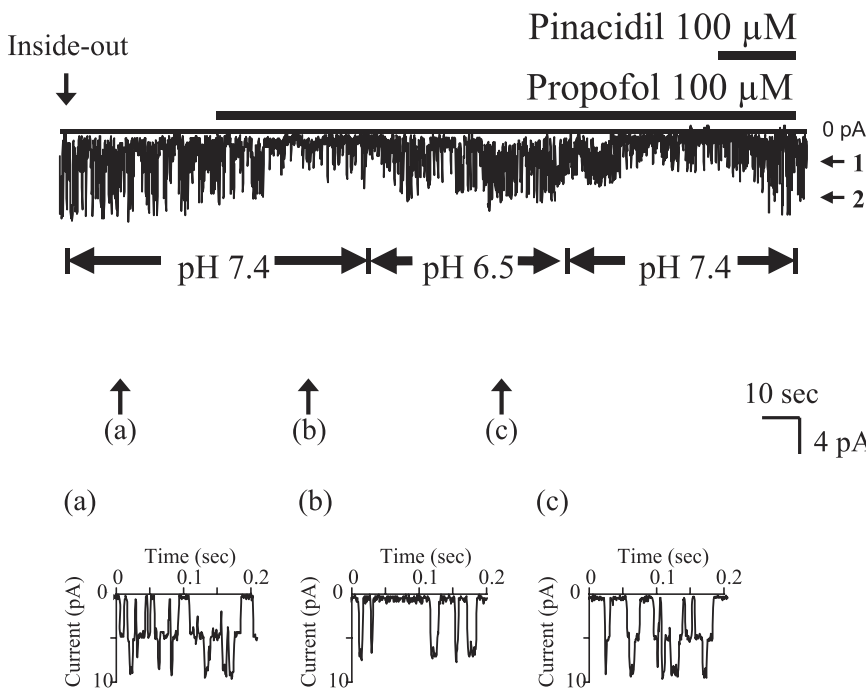 Pinacidil 100 µM
Inside-out
Propofol 100 µM
0 pA
1
2
pH 7.4 pH 6.5 pH 7.4
10 sec
(a) (b) (c)
4 pA
(a) (b) (c)
Time (sec) Time (sec) Time (sec)
0 0.1 0.2 0 0.1 0.2 0 0.1 0.2
0 0 0
Current (pA) Current (pA) Current (pA)
10 10 10